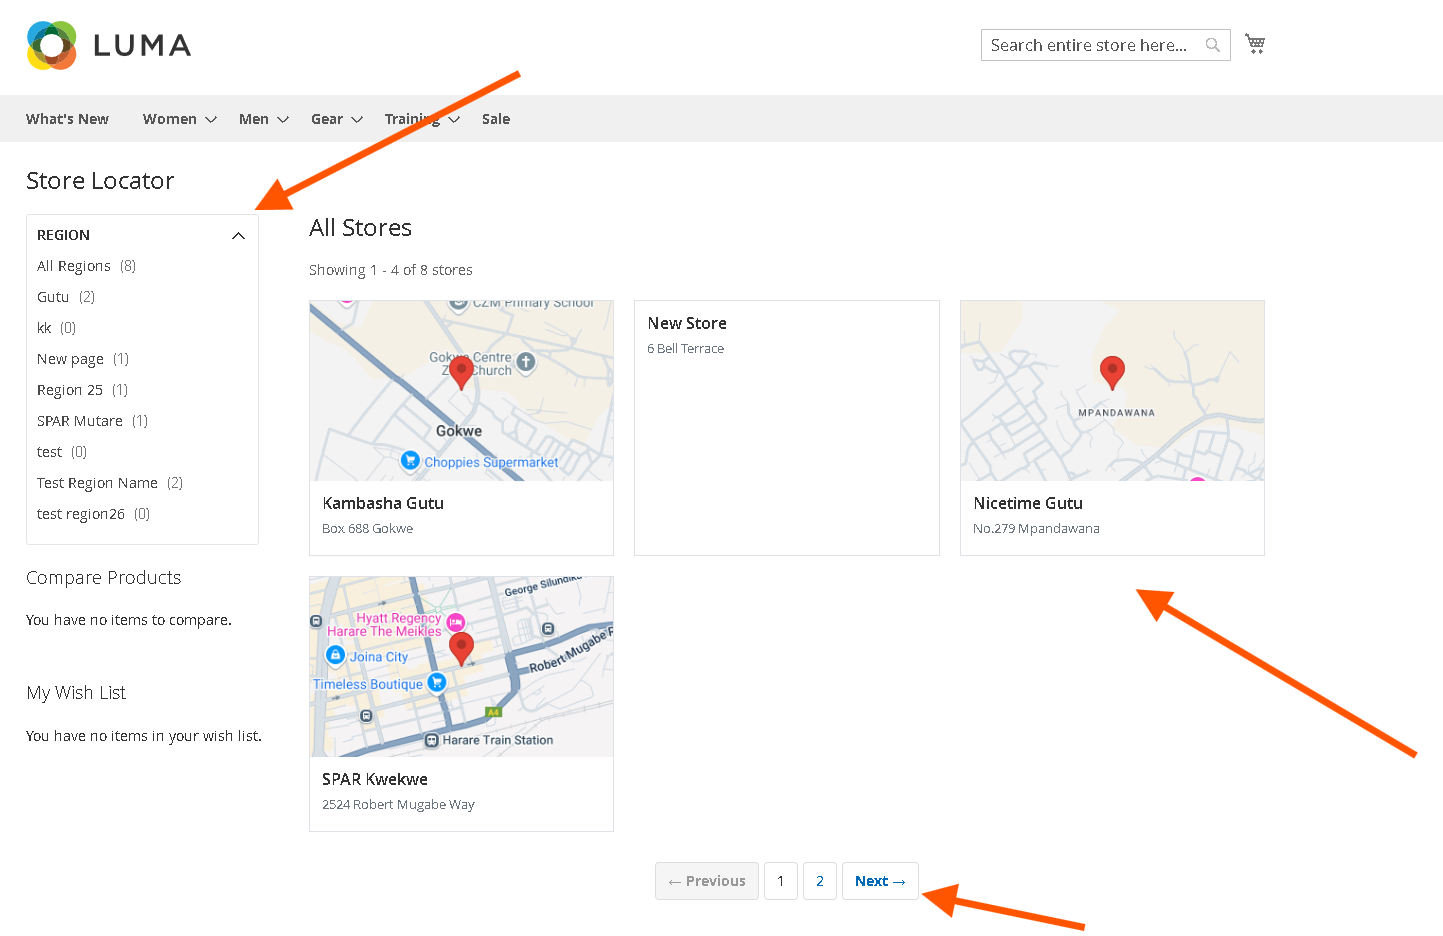 LUMA
Search entire store here...
What's New Women Men Gear Training Sale
Store Locator
REGION
All Regions (8)
Gutu (2)
kk (0)
New page (1)
Region 25 (1)
SPAR Mutare (1)
test (0)
Test Region Name (2)
test region26 (0)
Compare Products
You have no items to compare.
My Wish List
You have no items in your wish list.
All Stores
Showing 1 - 4 of 8 stores
CZM Primary School
Gokwe Centre
Church
Gokwe
Choppies Supermarket
Kambasha Gutu
Box 688 Gokwe
New Store
6 Bell Terrace
MPANDAWANA
Nicetime Gutu
No.279 Mpandawana
George Silundika
Hyatt Regency
Harare The Meikles
Joina City
Robert Mugabe R
Timeless Boutique
A4
Harare Train Station
SPAR Kwekwe
2524 Robert Mugabe Way
← Previous 1 2 Next →